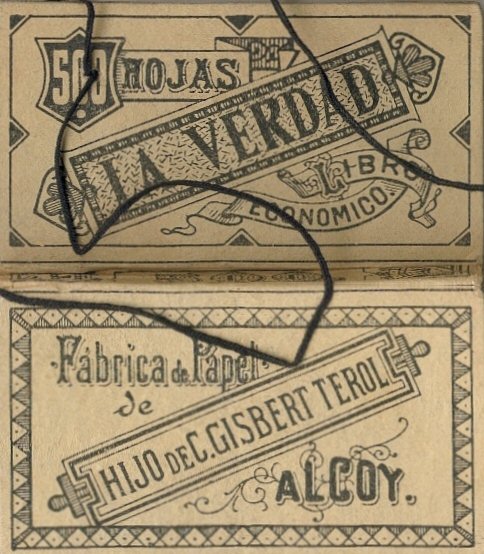 500 HOJAS
LA VERDAD
LIBRO
ECONOMICO.
Fábrica de Papel
de
HIJO DE C. GISBERT TEROL
ALCOY.